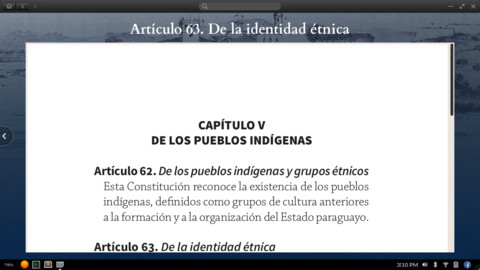 Artículo 63. De la identidad étnica
CAPÍTULO V
DE LOS PUEBLOS INDÍGENAS
Artículo 62. De los pueblos indígenas y grupos étnicos
Esta Constitución reconoce la existencia de los pueblos
indígenas, definidos como grupos de cultura anteriores
a la formación y a la organización del Estado paraguayo.
Artículo 63. De la identidad étnica
3:10 PM